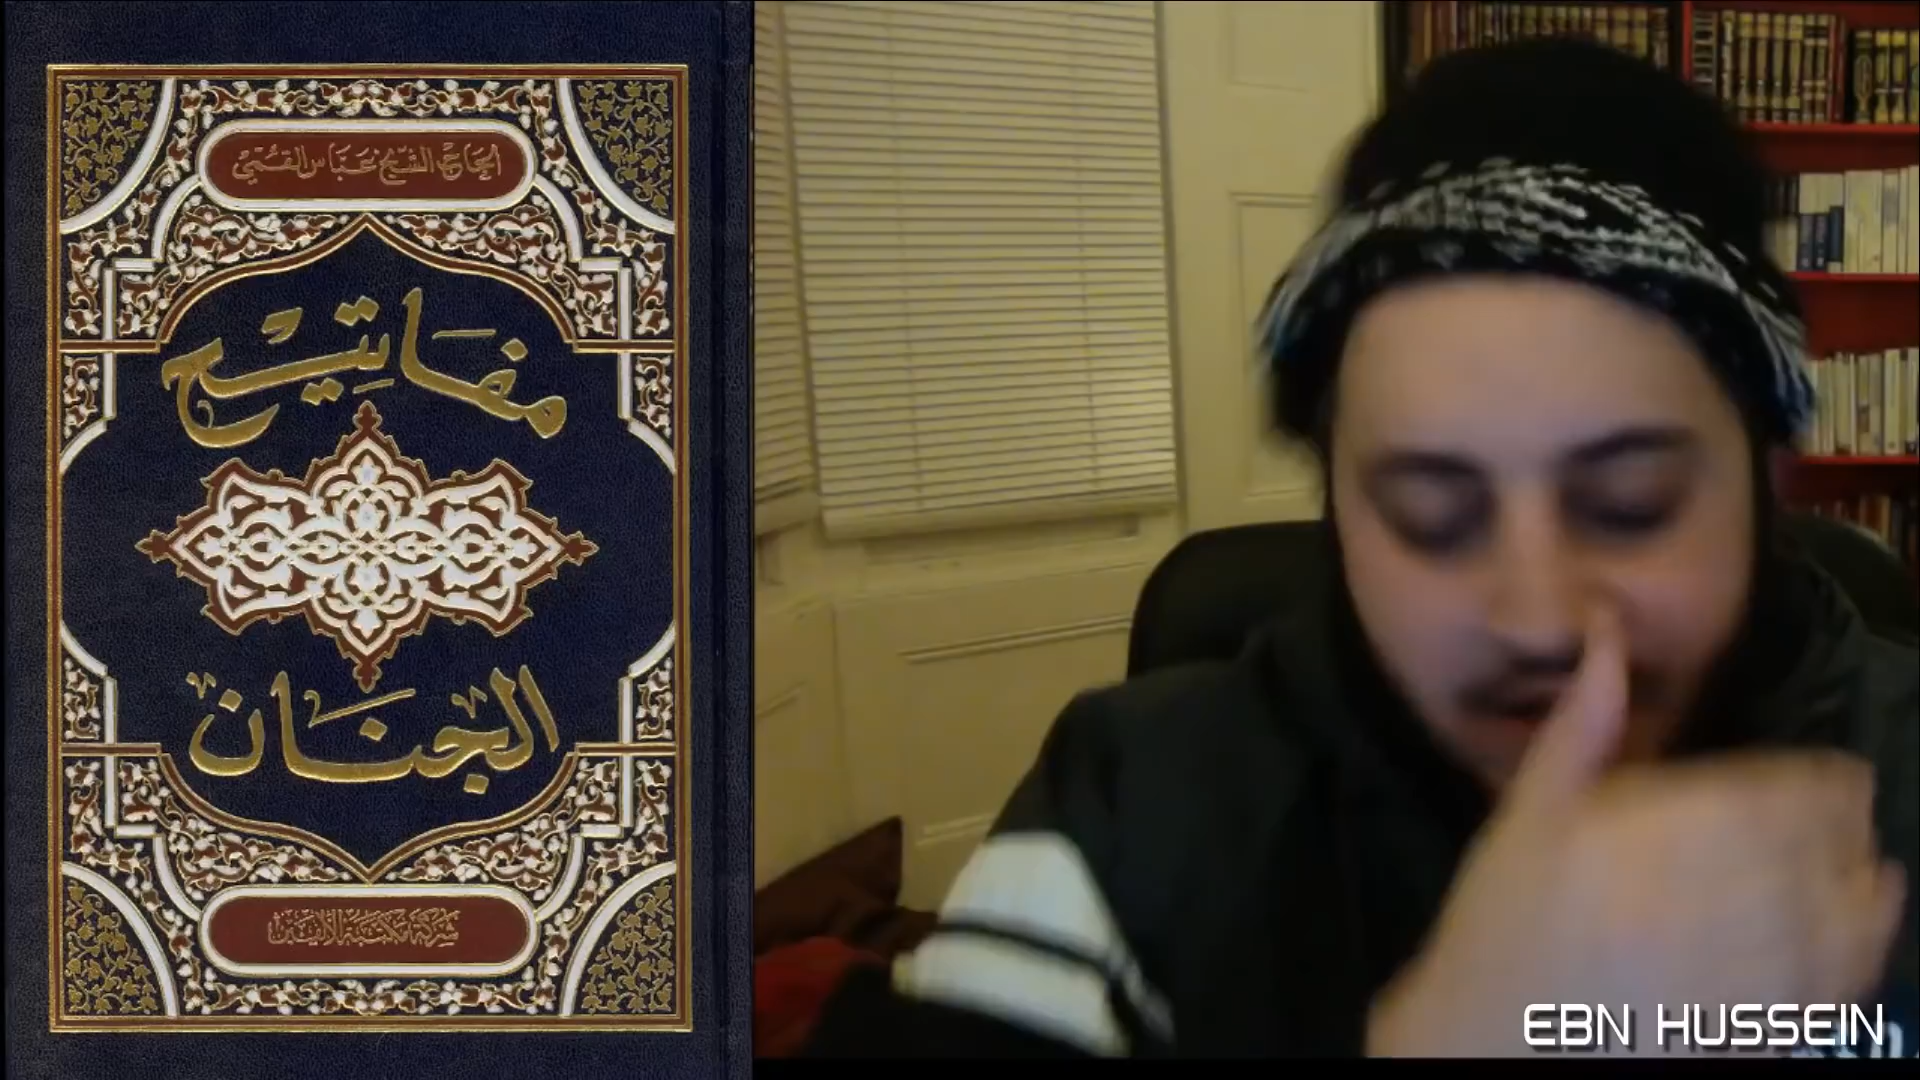 الحاج الشيخ عباس القمي
مفاتيح
الجنان
شركة مكتبة الألفين
EBN HUSSEIN